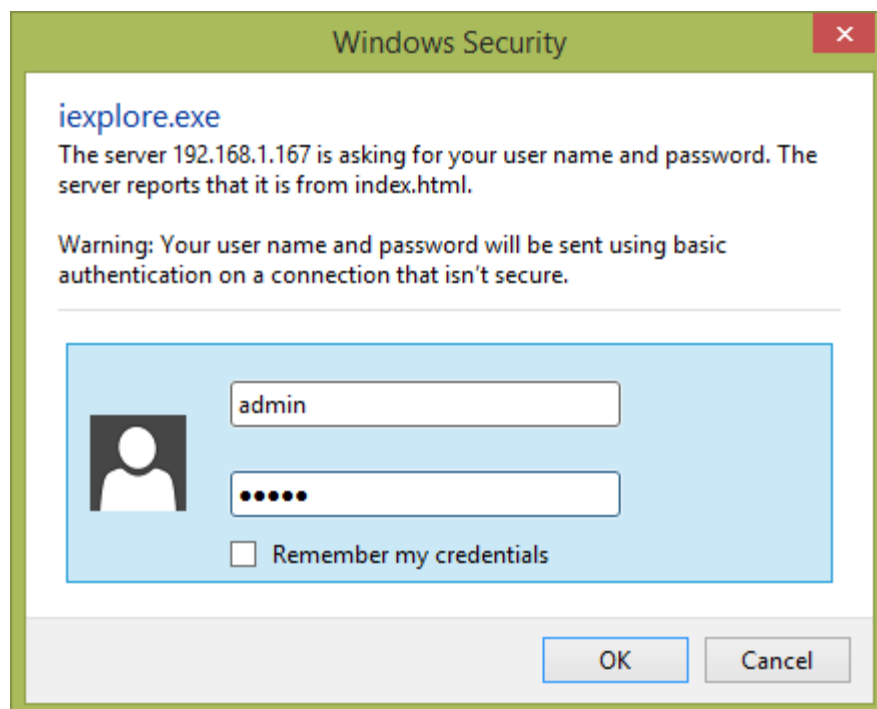 Windows Security
iexplore.exe
The server 192.168.1.167 is asking for your user name and password. The
server reports that it is from index.html.
Warning: Your user name and password will be sent using basic
authentication on a connection that isn't secure.
admin
●●●●●
Remember my credentials
OK
Cancel